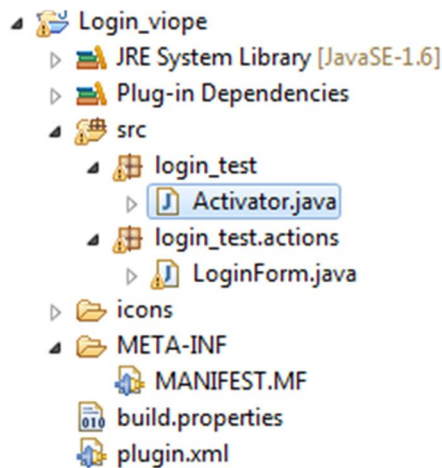 Login_viope
JRE System Library [JavaSE-1.6]
Plug-in Dependencies
src
login_test
Activator.java
login_test.actions
LoginForm.java
icons
META-INF
MANIFEST.MF
build.properties
plugin.xml